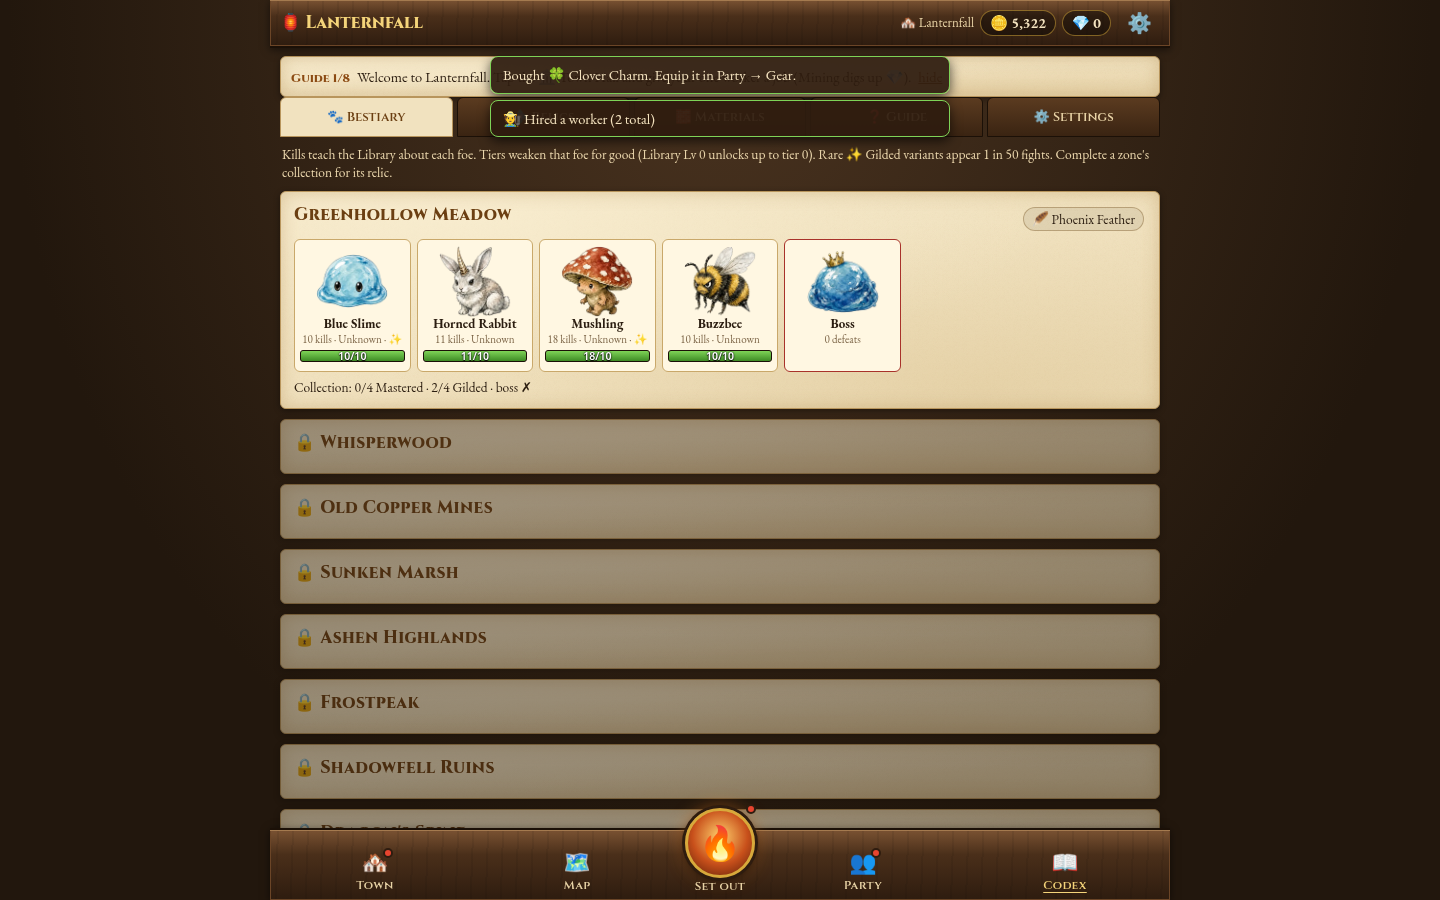 Lanternfall
Lanternfall
5,322
0
Guide 1/8 Welcome to Lanternfall.
Mining digs up ). hide
Bought Clover Charm. Equip it in Party → Gear.
Hired a worker (2 total)
Bestiary
Materials
Guide
Settings
Kills teach the Library about each foe. Tiers weaken that foe for good (Library Lv 0 unlocks up to tier 0). Rare ✨ Gilded variants appear 1 in 50 fights. Complete a zone's
collection for its relic.
Greenhollow Meadow
Phoenix Feather
Blue Slime
10 kills · Unknown · ✨
10/10
Horned Rabbit
11 kills · Unknown
11/10
Mushling
18 kills · Unknown · ✨
18/10
Buzzbee
10 kills · Unknown
10/10
Boss
0 defeats
Collection: 0/4 Mastered · 2/4 Gilded · boss ✗
Whisperwood
Old Copper Mines
Sunken Marsh
Ashen Highlands
Frostpeak
Shadowfell Ruins
Town
Map
Set out
Party
Codex